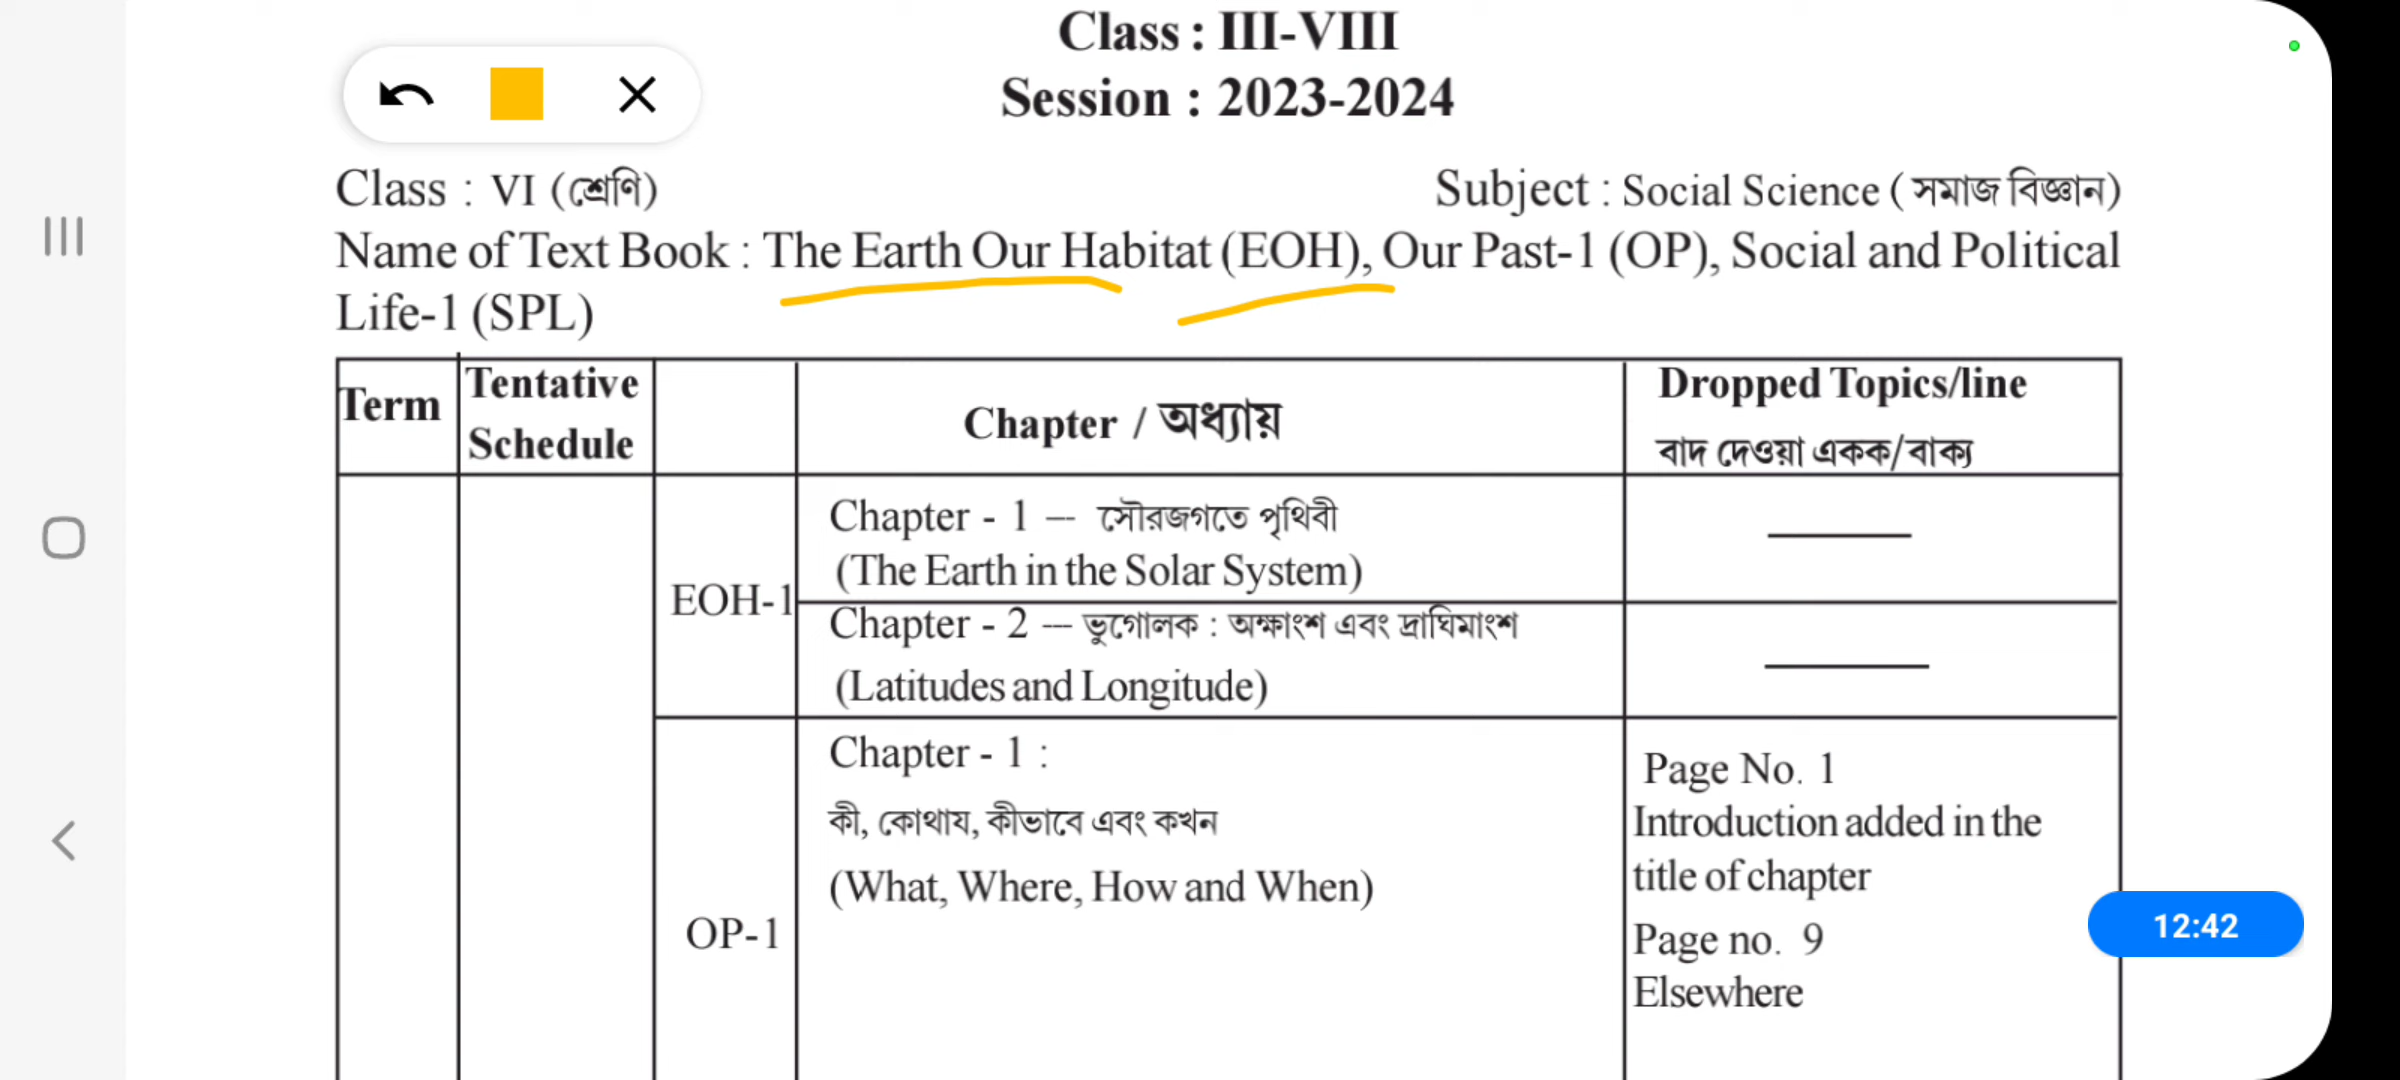 Class : III-VIII
Session : 2023-2024
Class : VI (শ্রেণি)
Subject : Social Science ( সমাজ বিজ্ঞান)
Name of Text Book : The Earth Our Habitat (EOH), Our Past-1 (OP), Social and Political
Life-1 (SPL)
Term
Tentative
Schedule
Chapter / অধ্যায়
Dropped Topics/line
বাদ দেওয়া একক/বাক্য
EOH-1
Chapter - 1 –- সৌরজগতে পৃথিবী
(The Earth in the Solar System)
Chapter - 2 –- ভুগোলক : অক্ষাংশ এবং দ্রাঘিমাংশ
(Latitudes and Longitude)
OP-1
Chapter - 1 :
কী, কোথায, কীভাবে এবং কখন
(What, Where, How and When)
Page No. 1
Introduction added in the
title of chapter
Page no. 9
Elsewhere
12:42